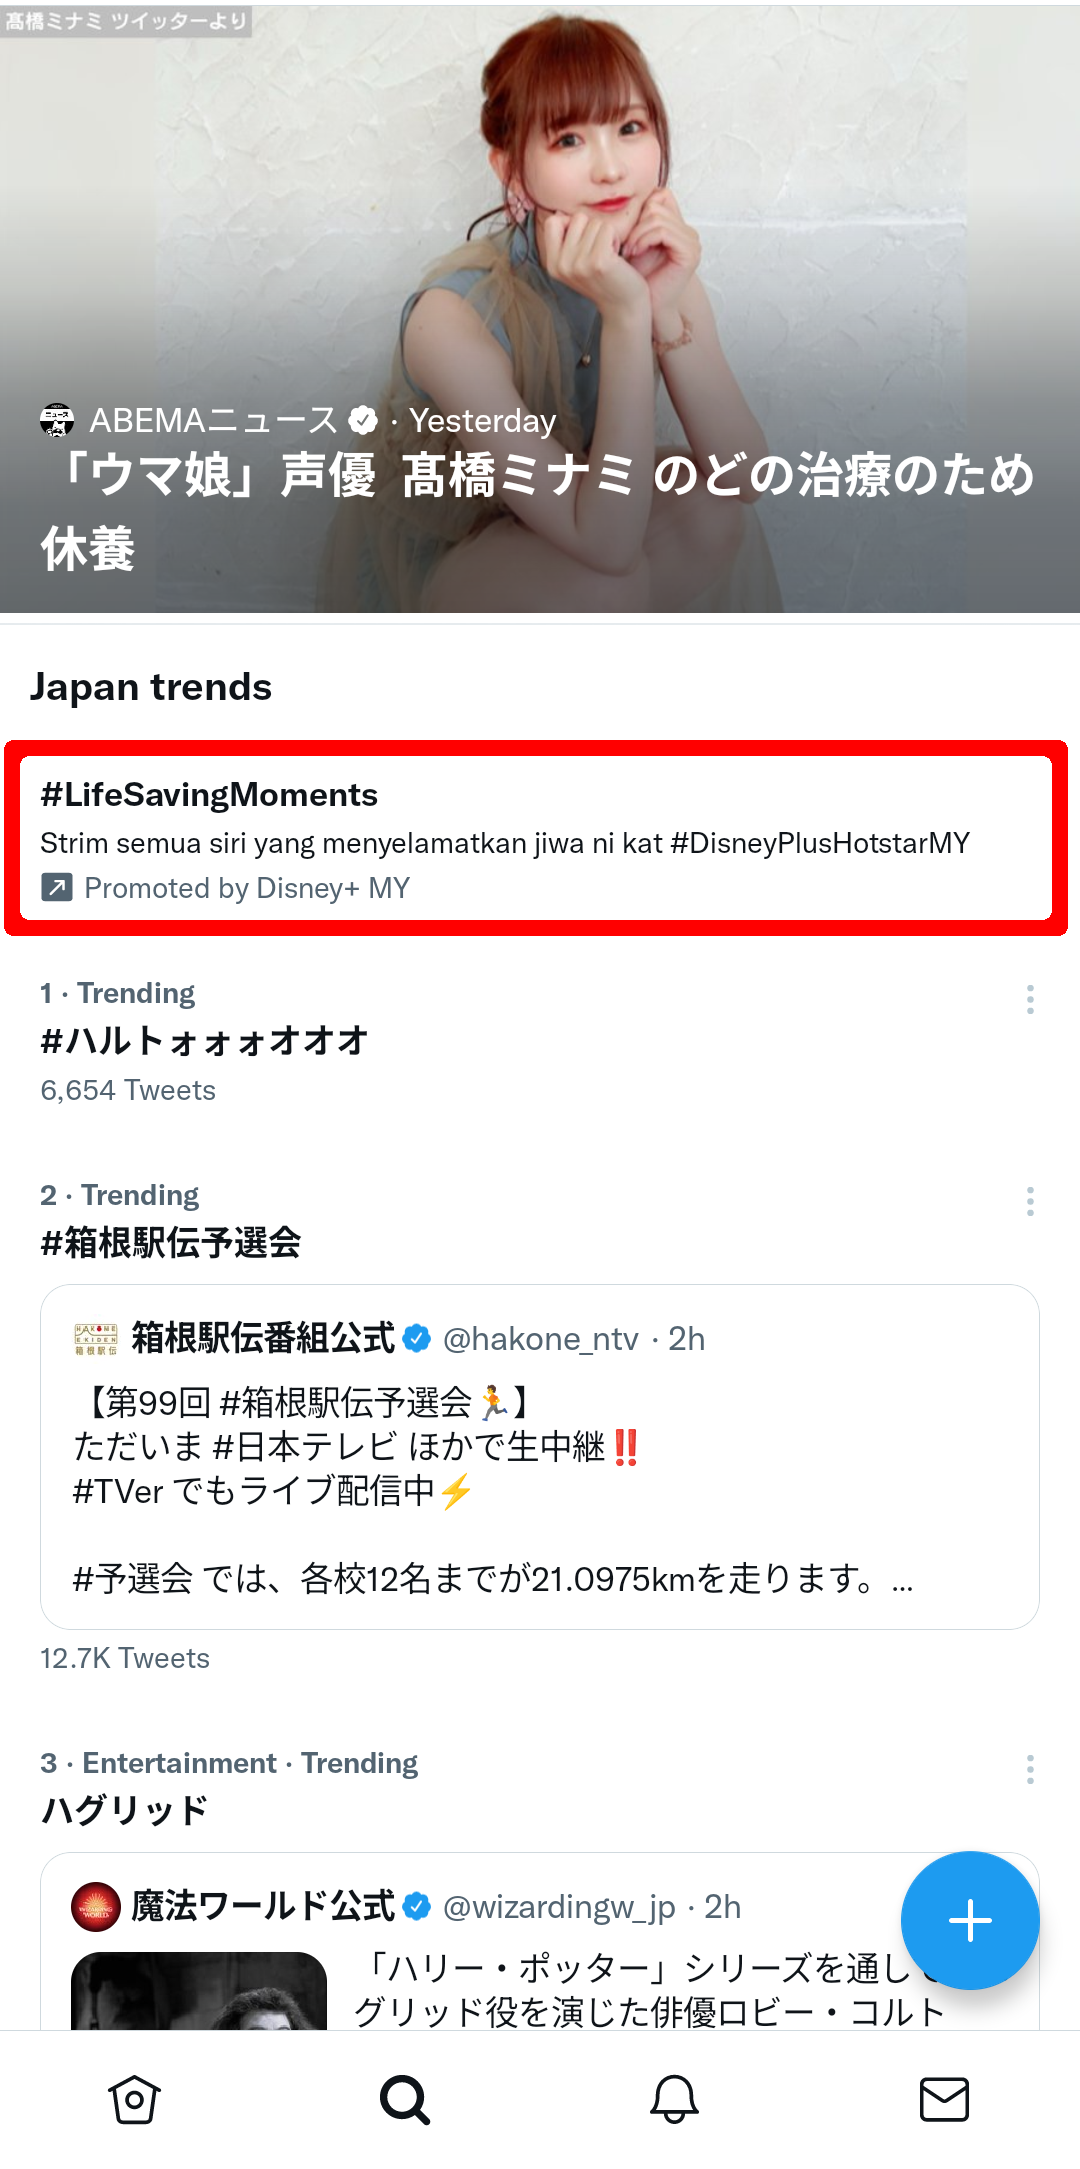 髙橋ミナミ ツイッターより
ABEMAニュース · Yesterday
「ウマ娘」声優 髙橋ミナミ のどの治療のため
休養
Japan trends
#LifeSavingMoments
Strim semua siri yang menyelamatkan jiwa ni kat #DisneyPlusHotstarMY
Promoted by Disney+ MY
1 · Trending
#ハルトォォォオオオ
6,654 Tweets
2 · Trending
#箱根駅伝予選会
HAKONE
EKIDEN
箱根駅伝
箱根駅伝番組公式 @hakone_ntv · 2h
【第99回 #箱根駅伝予選会🏃】
ただいま #日本テレビ ほかで生中継‼️
#TVer でもライブ配信中⚡
#予選会 では、各校12名までが21.0975kmを走ります。...
12.7K Tweets
3 · Entertainment · Trending
ハグリッド
魔法ワールド公式 @wizardingw_jp · 2h
「ハリー・ポッター」シリーズを通し
グリッド役を演じた俳優ロビー・コルト